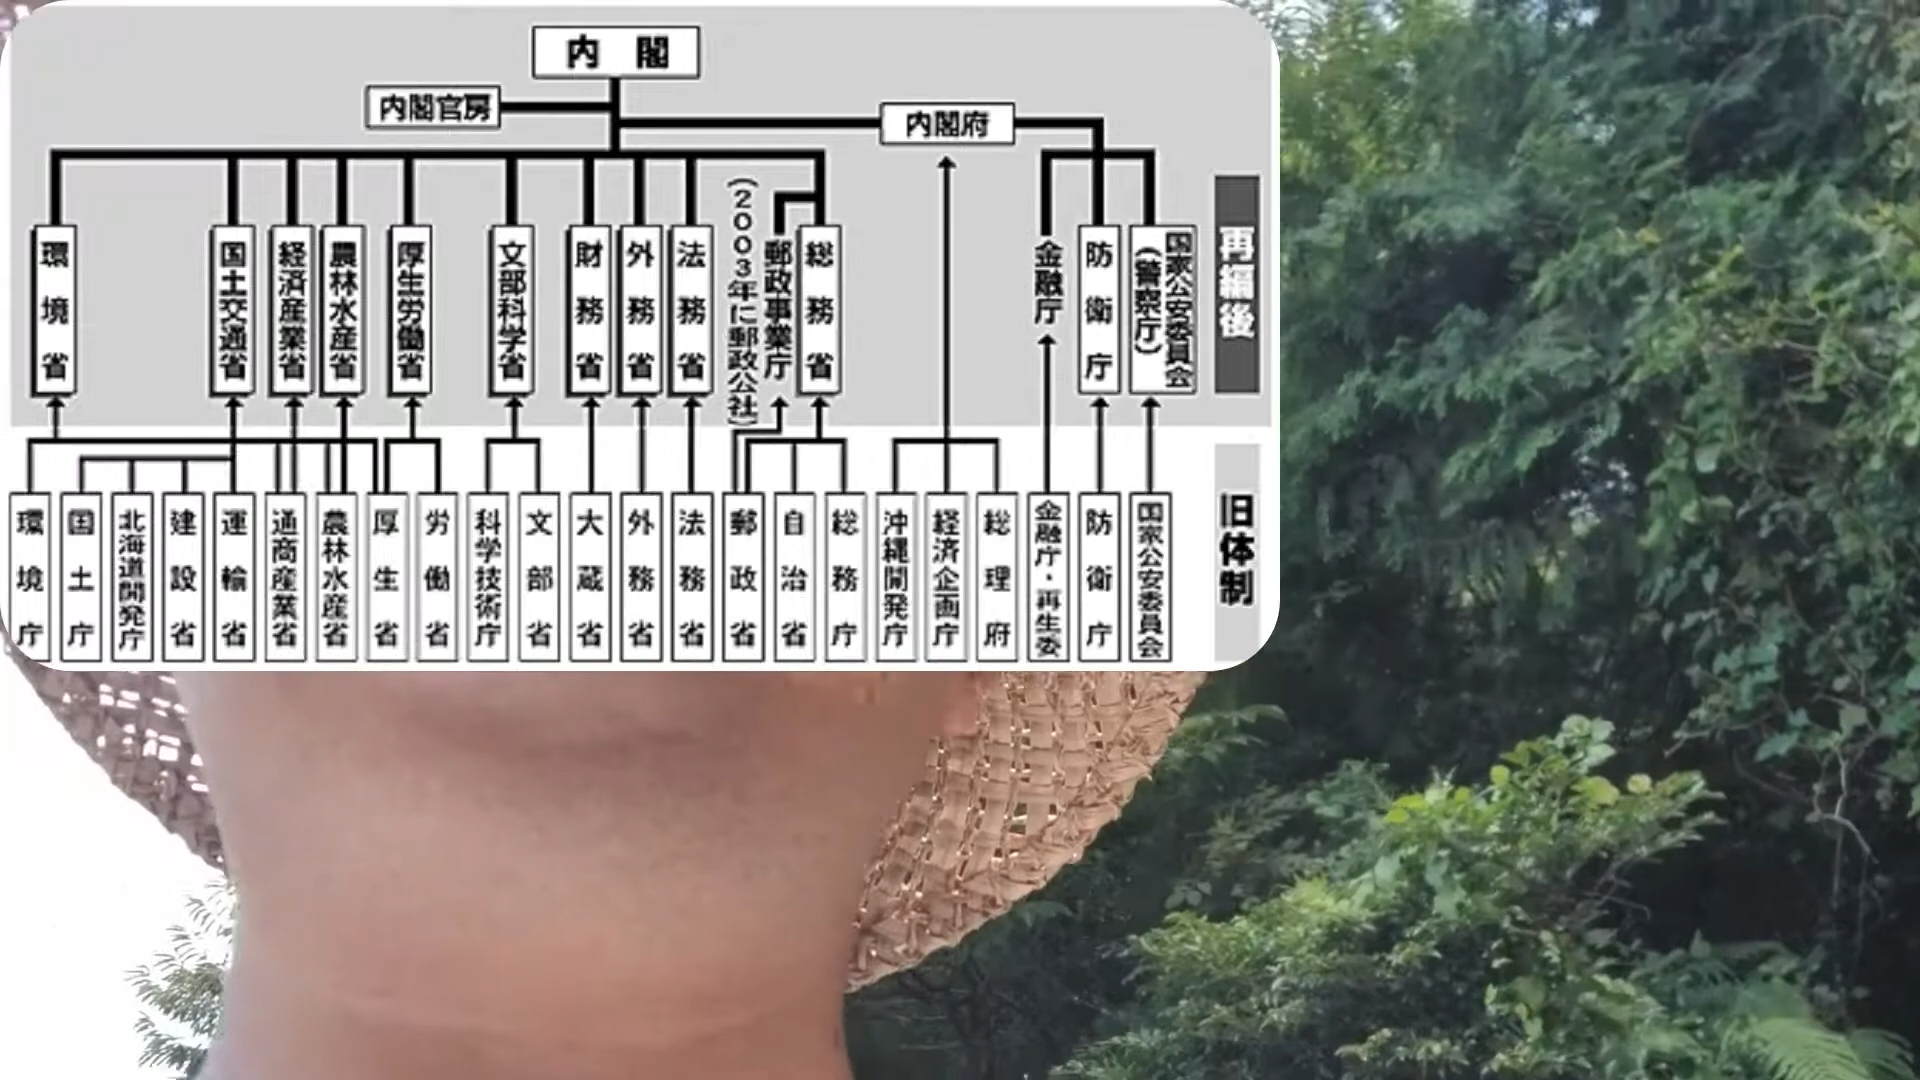 内閣
内閣官房
内閣府
再編後
環境省
国土交通省
経済産業省
農林水産省
厚生労働省
文部科学省
財務省
外務省
法務省
(2003年に郵政公社)
郵政事業庁
総務省
金融庁
防衛庁
国家公安委員会
(警察庁)
旧体制
環境庁
国土庁
北海道開発庁
建設省
運輸省
通商産業省
農林水産省
厚生省
労働省
科学技術庁
文部省
大蔵省
外務省
法務省
郵政省
自治省
総務庁
沖縄開発庁
経済企画庁
総理府
金融庁・再生委
防衛庁
国家公安委員会